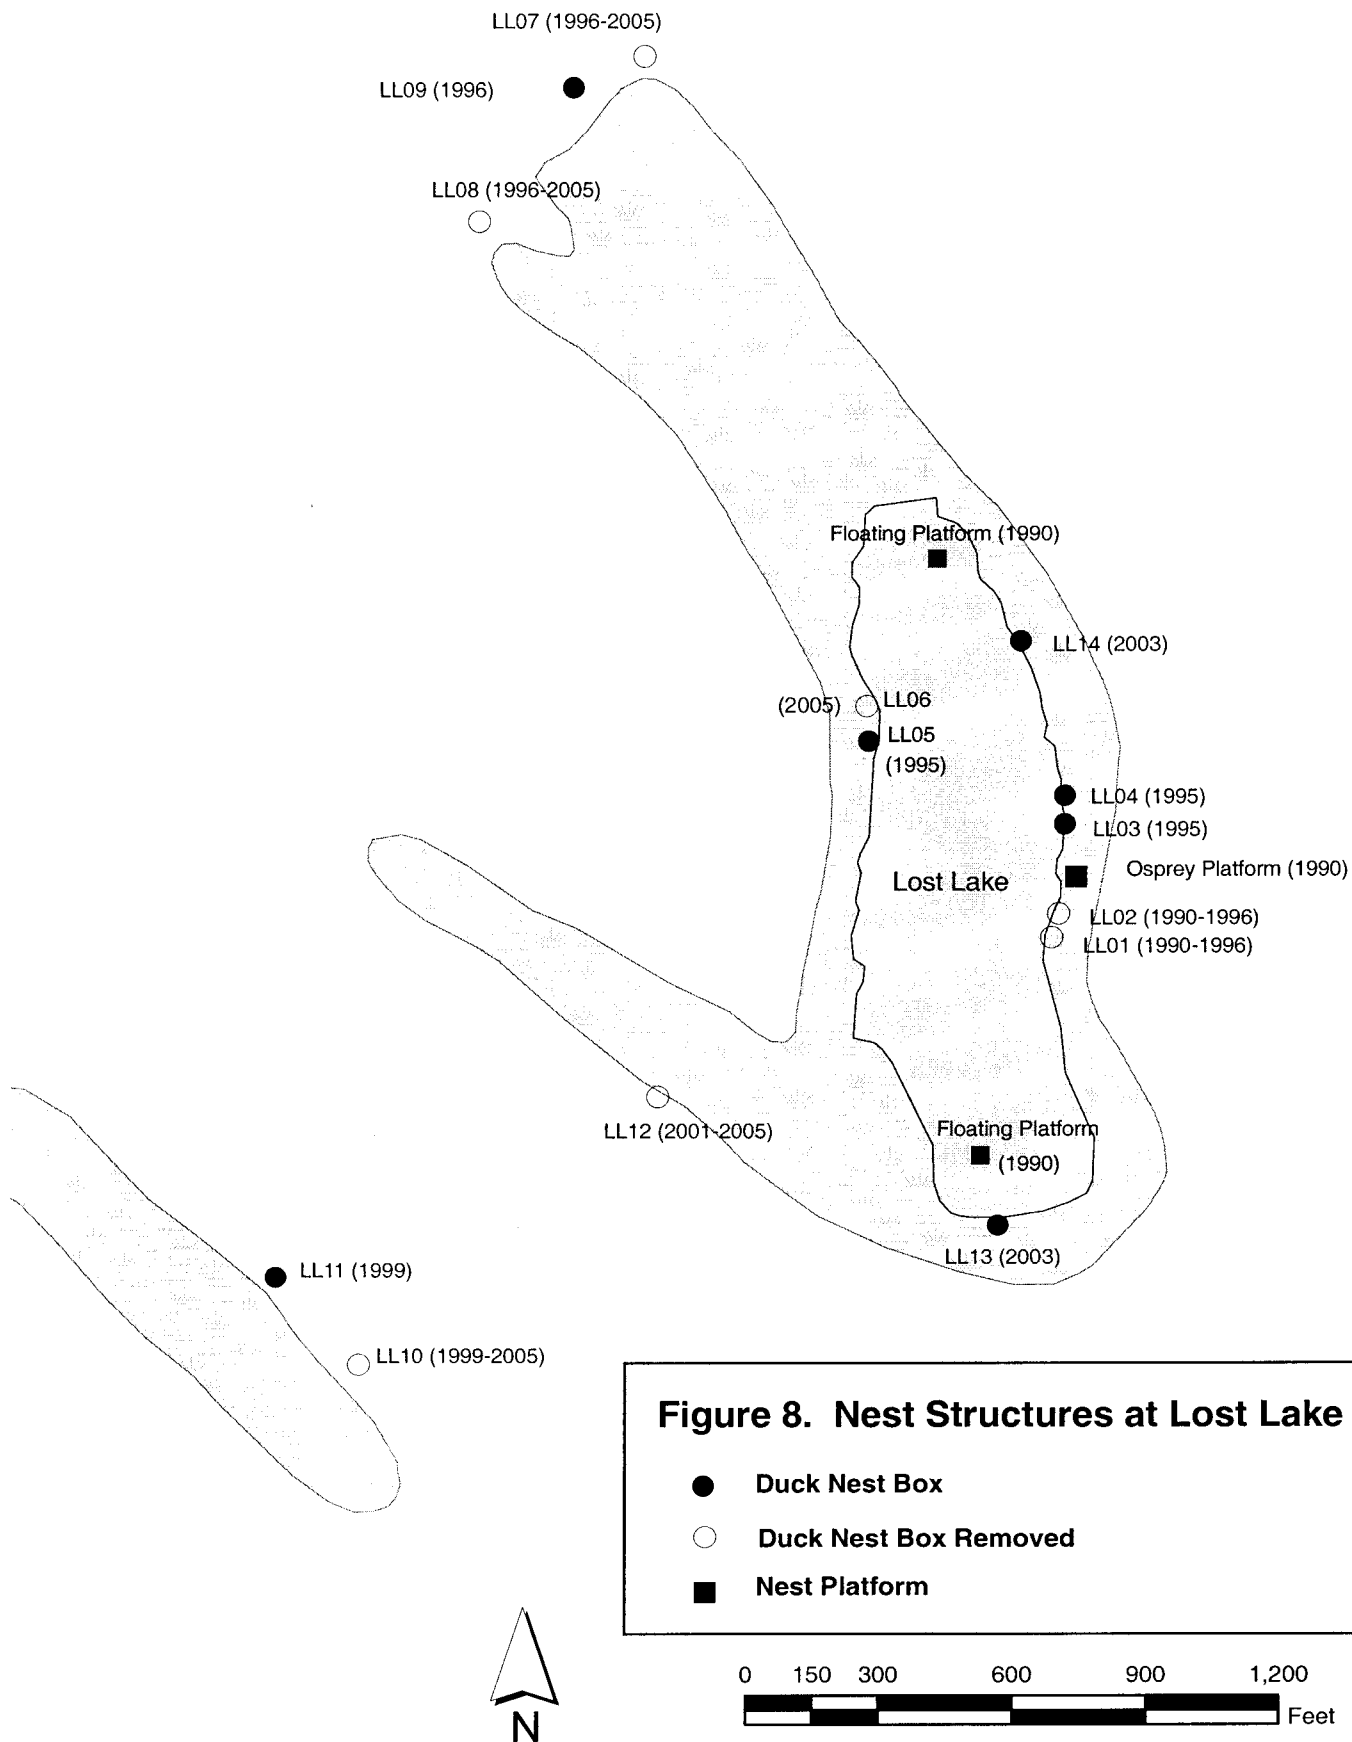 LL07 (1996-2005)
LL09 (1996)
LL08 (1996-2005)
Floating Platform (1990)
LL14 (2003)
(2005) LL06
LL05
(1995)
LL04 (1995)
LL03 (1995)
Osprey Platform (1990)
Lost Lake
LL02 (1990-1996)
LL01 (1990-1996)
LL12 (2001-2005)
Floating Platform
(1990)
LL13 (2003)
LL11 (1999)
LL10 (1999-2005)
Figure 8. Nest Structures at Lost Lake
Duck Nest Box
Duck Nest Box Removed
Nest Platform
N
0 150 300 600 900 1,200
Feet